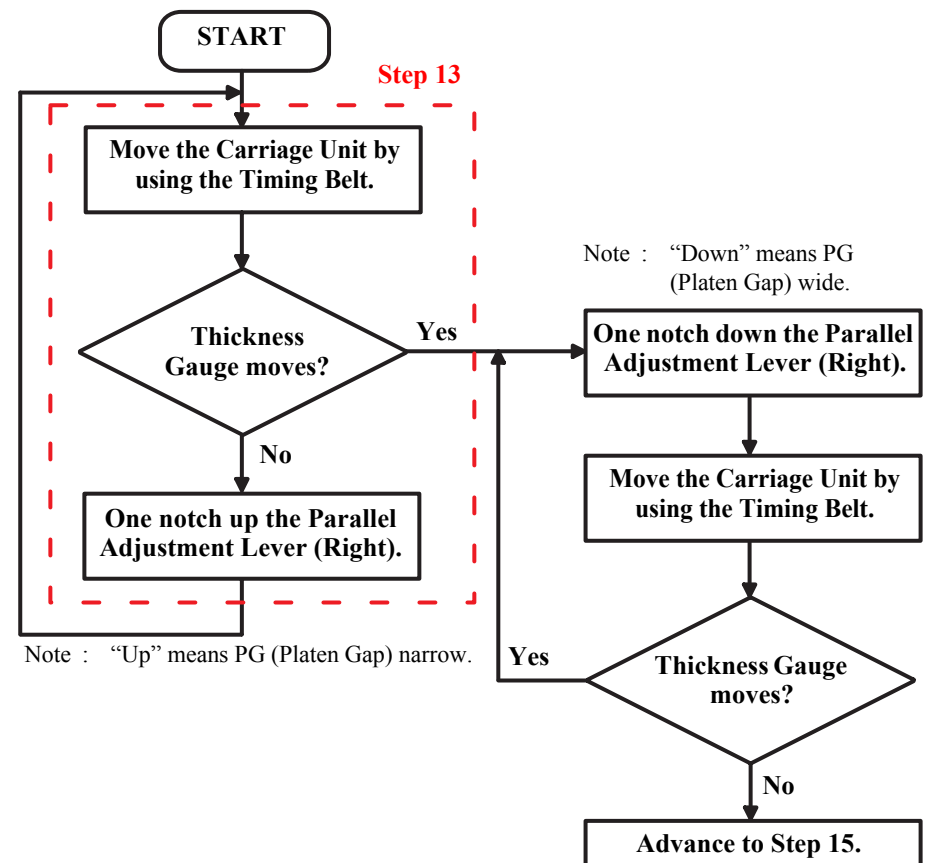 START
Step 13
Move the Carriage Unit by
using the Timing Belt.
Thickness
Gauge moves?
Yes
No
One notch up the Parallel
Adjustment Lever (Right).
Note : “Up” means PG (Platen Gap) narrow.
Note : “Down” means PG
(Platen Gap) wide.
One notch down the Parallel
Adjustment Lever (Right).
Move the Carriage Unit by
using the Timing Belt.
Thickness Gauge
moves?
Yes
No
Advance to Step 15.